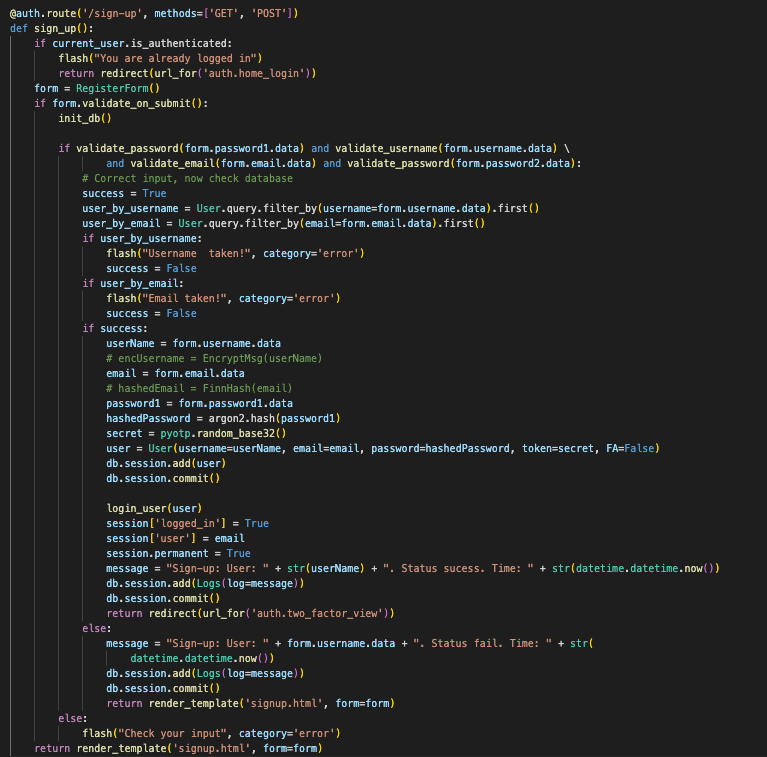 @auth.route('/sign-up', methods=['GET', 'POST'])
def sign_up():
    if current_user.is_authenticated:
        flash("You are already logged in")
        return redirect(url_for('auth.home_login'))
    form = RegisterForm()
    if form.validate_on_submit():
        init_db()

        if validate_password(form.password1.data) and validate_username(form.username.data) \
                and validate_email(form.email.data) and validate_password(form.password2.data):
            # Correct input, now check database
            success = True
            user_by_username = User.query.filter_by(username=form.username.data).first()
            user_by_email = User.query.filter_by(email=form.email.data).first()
            if user_by_username:
                flash("Username  taken!", category='error')
                success = False
            if user_by_email:
                flash("Email taken!", category='error')
                success = False
            if success:
                userName = form.username.data
                # encUsername = EncryptMsg(userName)
                email = form.email.data
                # hashedEmail = FinnHash(email)
                password1 = form.password1.data
                hashedPassword = argon2.hash(password1)
                secret = pyotp.random_base32()
                user = User(username=userName, email=email, password=hashedPassword, token=secret, FA=False)
                db.session.add(user)
                db.session.commit()

                login_user(user)
                session['logged_in'] = True
                session['user'] = email
                session.permanent = True
                message = "Sign-up: User: " + str(userName) + ". Status sucess. Time: " + str(datetime.datetime.now())
                db.session.add(Logs(log=message))
                db.session.commit()
                return redirect(url_for('auth.two_factor_view'))
            else:
                message = "Sign-up: User: " + form.username.data + ". Status fail. Time: " + str(
                    datetime.datetime.now())
                db.session.add(Logs(log=message))
                db.session.commit()
                return render_template('signup.html', form=form)
        else:
            flash("Check your input", category='error')
    return render_template('signup.html', form=form)